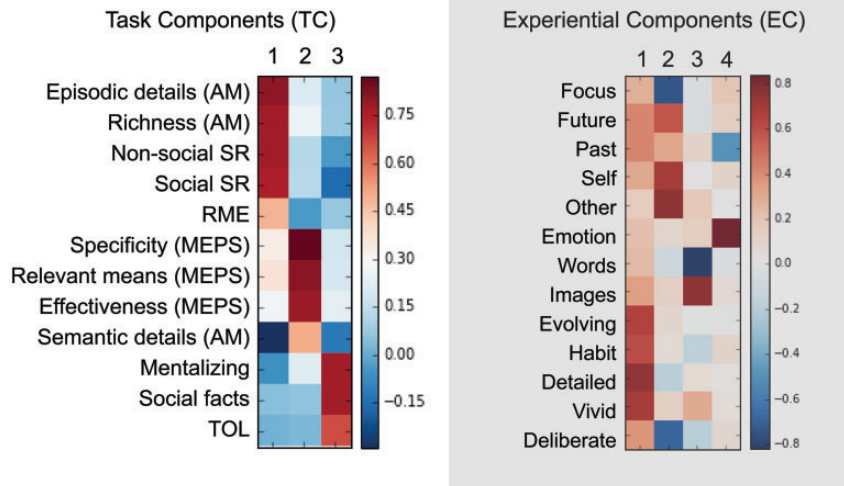 Task Components (TC)
1 2 3
Episodic details (AM)
Richness (AM)
Non-social SR
Social SR
RME
Specificity (MEPS)
Relevant means (MEPS)
Effectiveness (MEPS)
Semantic details (AM)
Mentalizing
Social facts
TOL
0.75
0.60
0.45
0.30
0.15
0.00
−0.15
Experiential Components (EC)
1 2 3 4
Focus
Future
Past
Self
Other
Emotion
Words
Images
Evolving
Habit
Detailed
Vivid
Deliberate
0.8
0.6
0.4
0.2
0.0
−0.2
−0.4
−0.6
−0.8